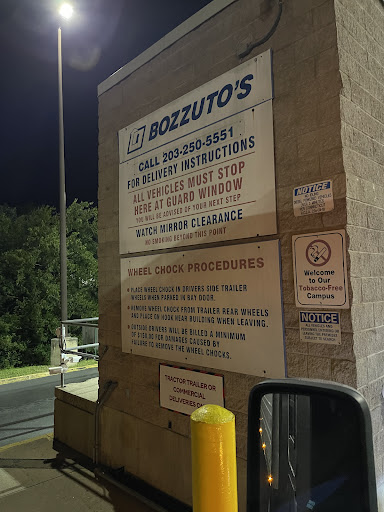 BOZZUTO'S
CALL 203-250-5551
FOR DELIVERY INSTRUCTIONS
ALL VEHICLES MUST STOP
HERE AT GUARD WINDOW
YOU WILL BE ADVISED OF YOUR NEXT STEP
WATCH MIRROR CLEARANCE
NO SMOKING BEYOND THIS POINT
WHEEL CHOCK PROCEDURES
• PLACE WHEEL CHOCK IN DRIVERS SIDE TRAILER
WHEELS WHEN PARKED IN BAY DOOR.
• REMOVE WHEEL CHOCK FROM TRAILER REAR WHEELS
AND PLACE ON HOOK NEAR BUILDING WHEN LEAVING.
• OUTSIDE DRIVERS WILL BE BILLED A MINIMUM
FOR DAMAGES CAUSED BY
FAILURE TO REMOVE THE WHEEL CHOCKS.
TRACTOR TRAILER OR
COMMERCIAL
DELIVERIES
NOTICE
Welcome to
Our
Tobacco-Free
Campus
NOTICE